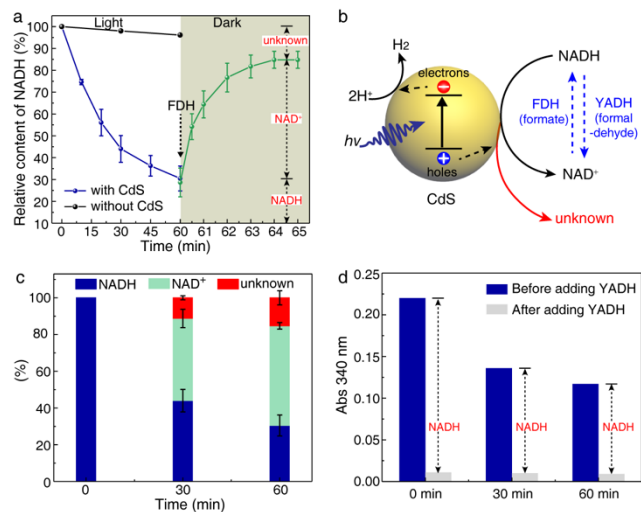 a
Light
Dark
Relative content of NADH (%)
100
90
80
70
60
50
40
30
20
10
unknown
FDH
NAD⁺
NADH
with CdS
without CdS
0 15 30 45 60 61 62 63 64 65
Time (min)
b
H₂
2H⁺
electrons
hv
holes
CdS
NADH
FDH
(formate)
YADH
(formal
-dehyde)
NAD⁺
unknown
c
NADH NAD⁺ unknown
(%)
100
80
60
40
20
0
0 30 60
Time (min)
d
Before adding YADH
After adding YADH
Abs 340 nm
0.25
0.20
0.15
0.10
0.05
0.00
NADH NADH NADH
0 min 30 min 60 min